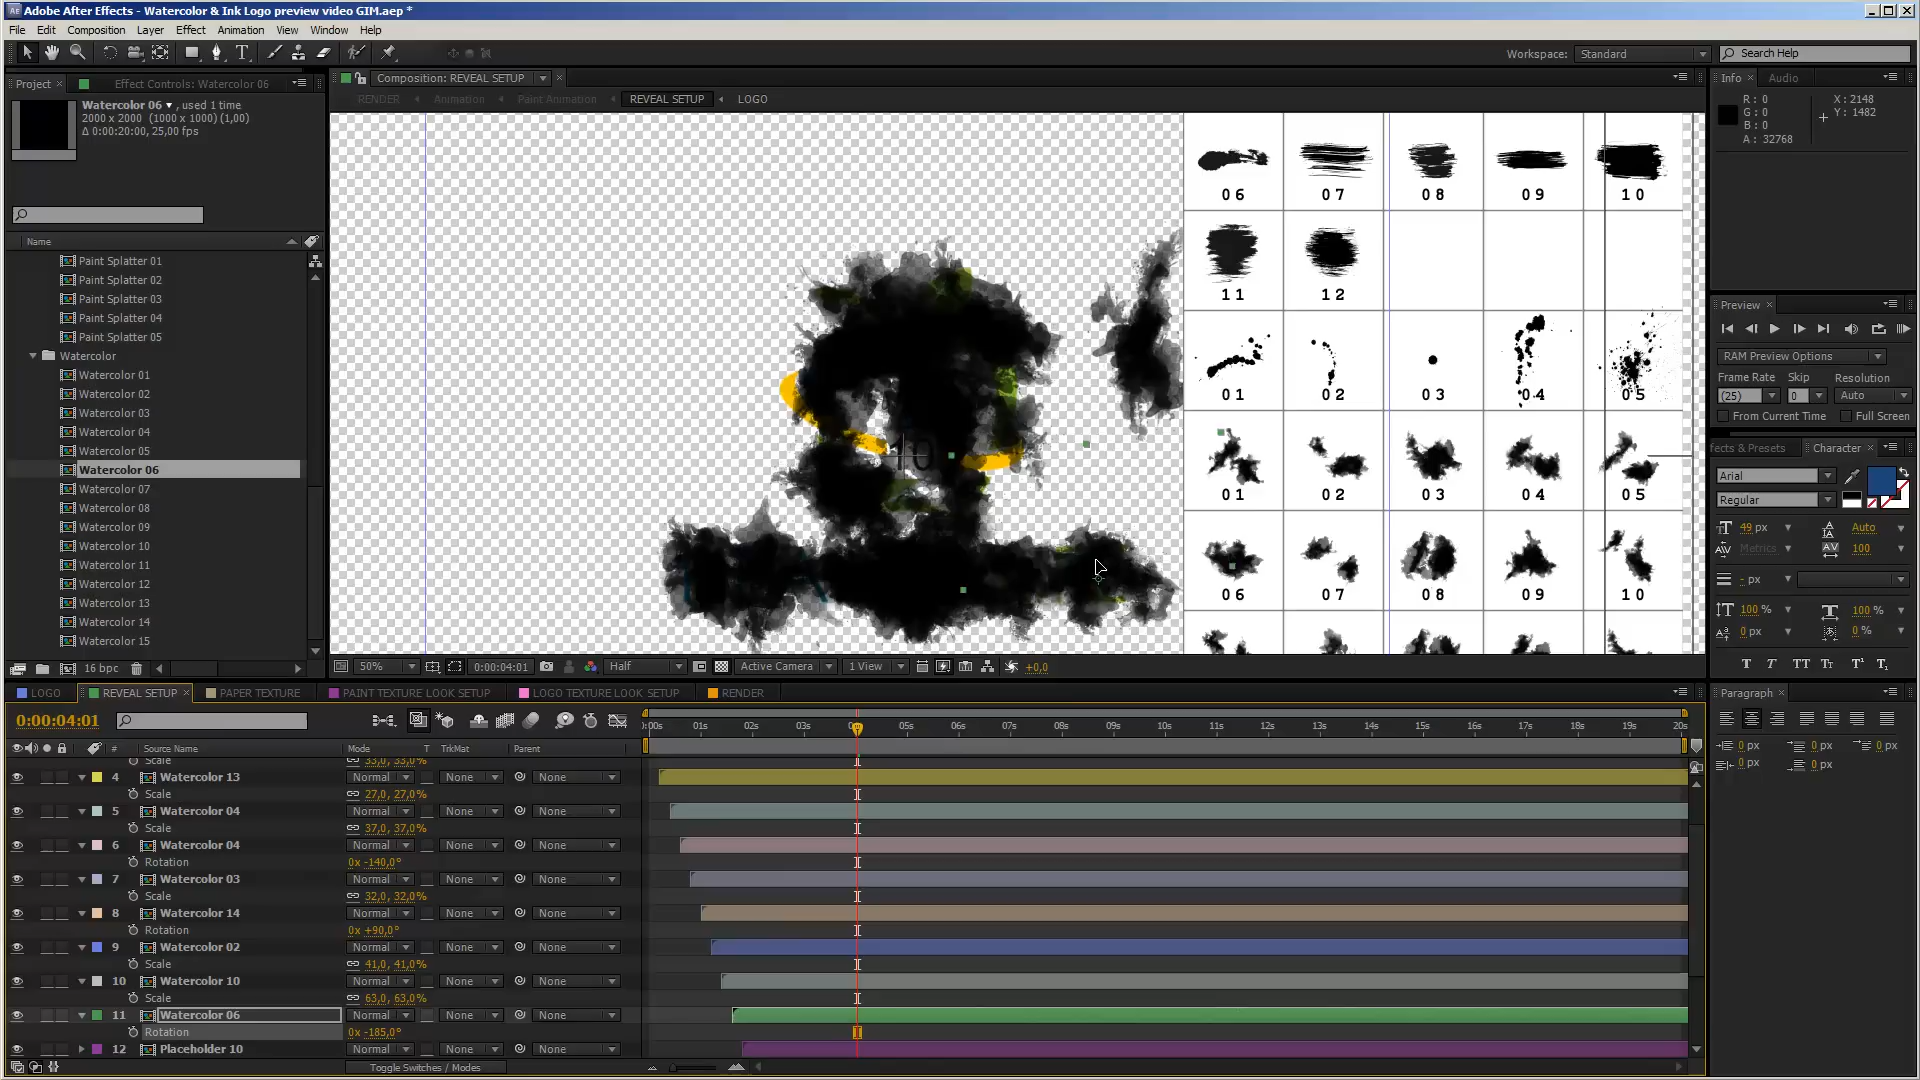 Adobe After Effects - Watercolor & Ink Logo preview video GIM.aep *
File Edit Composition Layer Effect Animation View Window Help
Workspace: Standard Search Help
Project Effect Controls: Watercolor 06
Watercolor 06 , used 1 time
2000 x 2000 (1000 x 1000) (1,00)
Δ 0:00:20:00, 25,00 fps
Name
Paint Splatter 01
Paint Splatter 02
Paint Splatter 03
Paint Splatter 04
Paint Splatter 05
Watercolor
Watercolor 01
Watercolor 02
Watercolor 03
Watercolor 04
Watercolor 05
Watercolor 06
Watercolor 07
Watercolor 08
Watercolor 09
Watercolor 10
Watercolor 11
Watercolor 12
Watercolor 13
Watercolor 14
Watercolor 15
16 bpc
Composition: REVEAL SETUP
RENDER Animation Paint Animation REVEAL SETUP LOGO
10
06 07 08 09 10
11 12
01 02 03 04 05
01 02 03 04 05
06 07 08 09 10
50% 0:00:04:01 Half Active Camera 1 View +0,0
Info Audio
R: 0
G: 0
B: 0
A: 32768
X: 2148
Y: 1482
Preview
RAM Preview Options
Frame Rate Skip Resolution
(25) 0 Auto
From Current Time Full Screen
fects & Presets Character
Arial
Regular
49 px Auto
Metrics 100
- px
100 % 100 %
0 px 0 %
T T TT Tt T¹ T₁
Paragraph
0 px 0 px 0 px
0 px 0 px
LOGO REVEAL SETUP PAPER TEXTURE PAINT TEXTURE LOOK SETUP LOGO TEXTURE LOOK SETUP RENDER
0:00:04:01
:00s 01s 02s 03s 05s 06s 07s 08s 09s 10s 11s 12s 13s 14s 15s 16s 17s 18s 19s 20s
# Source Name Mode T TrkMat Parent
Scale 33,0, 33,0%
4 Watercolor 13 Normal None None
Scale 27,0, 27,0%
5 Watercolor 04 Normal None None
Scale 37,0, 37,0%
6 Watercolor 04 Normal None None
Rotation 0x -140,0°
7 Watercolor 03 Normal None None
Scale 32,0, 32,0%
8 Watercolor 14 Normal None None
Rotation 0x +90,0°
9 Watercolor 02 Normal None None
Scale 41,0, 41,0%
10 Watercolor 10 Normal None None
Scale 63,0, 63,0%
11 Watercolor 06 Normal None None
Rotation 0x -185,0°
12 Placeholder 10 Normal None None
Toggle Switches / Modes